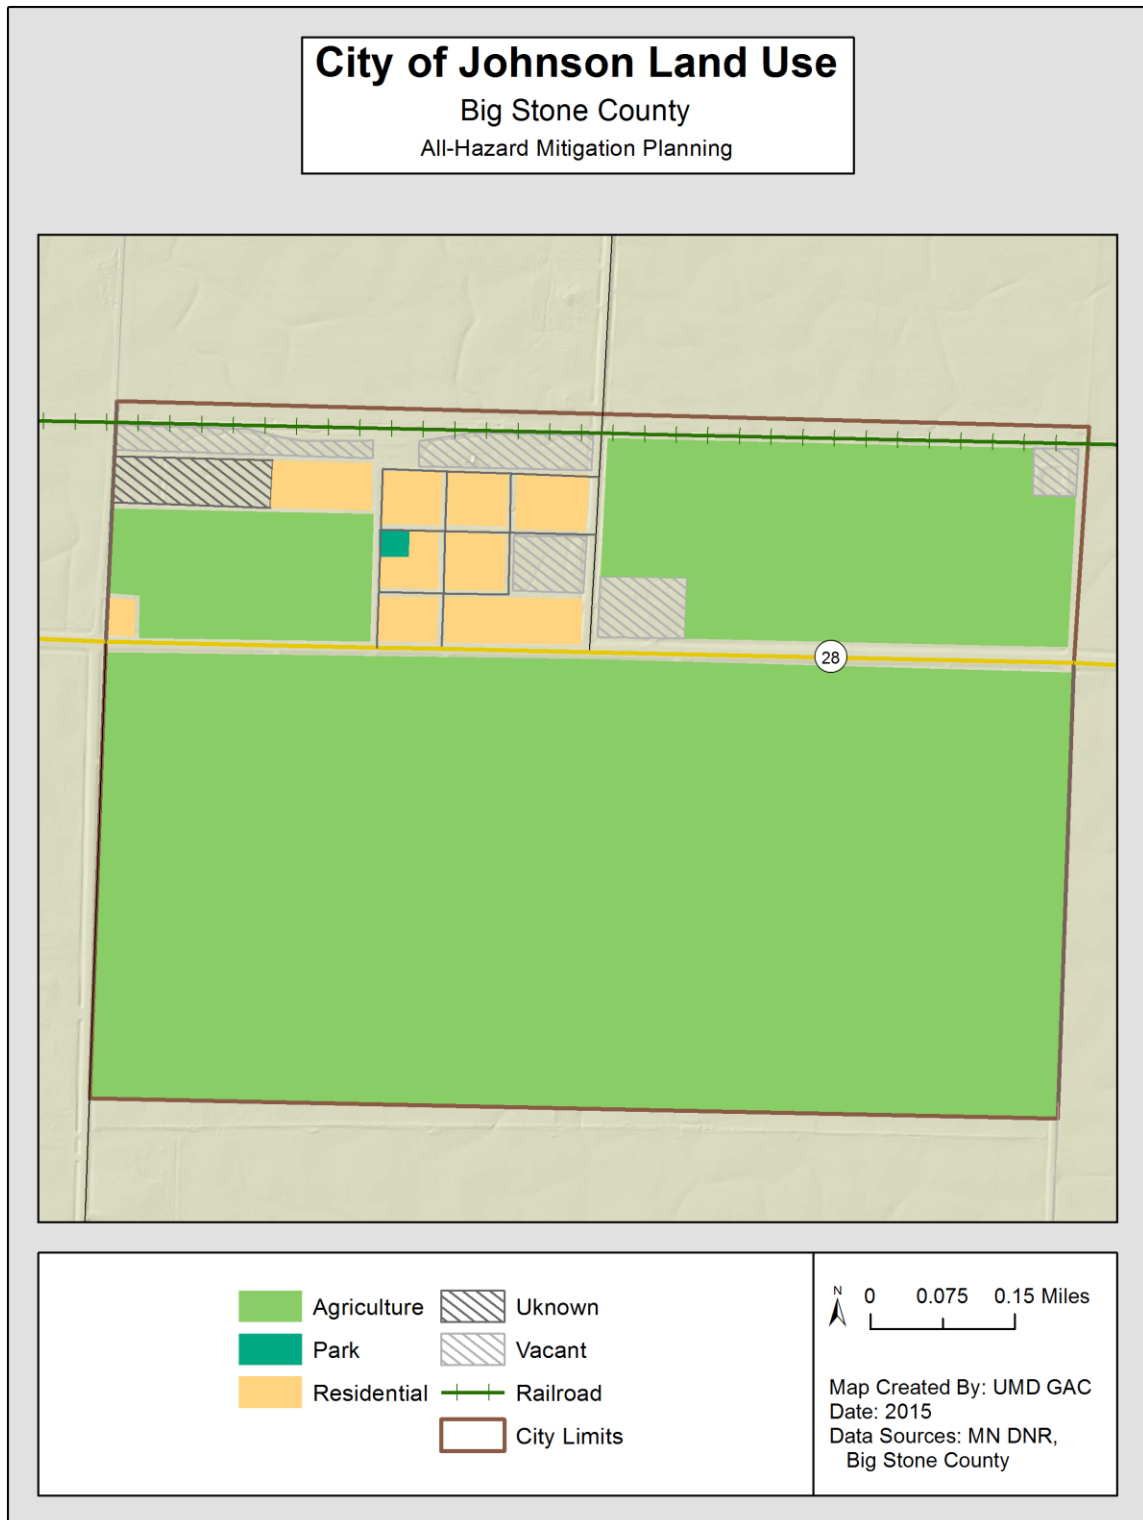 City of Johnson Land Use
Big Stone County
All-Hazard Mitigation Planning
28
Agriculture
Park
Residential
Uknown
Vacant
Railroad
City Limits
N
0 0.075 0.15 Miles
Map Created By: UMD GAC
Date: 2015
Data Sources: MN DNR,
Big Stone County